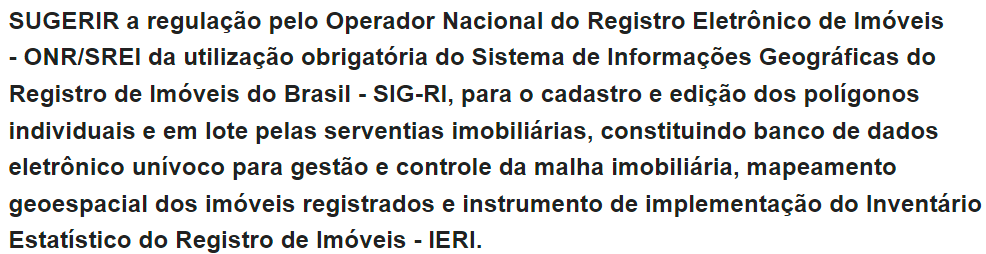 SUGERIR a regulação pelo Operador Nacional do Registro Eletrônico de Imóveis
- ONR/SREI da utilização obrigatória do Sistema de Informações Geográficas do
Registro de Imóveis do Brasil - SIG-RI, para o cadastro e edição dos polígonos
individuais e em lote pelas serventias imobiliárias, constituindo banco de dados
eletrônico unívoco para gestão e controle da malha imobiliária, mapeamento
geoespacial dos imóveis registrados e instrumento de implementação do Inventário
Estatístico do Registro de Imóveis - IERI.